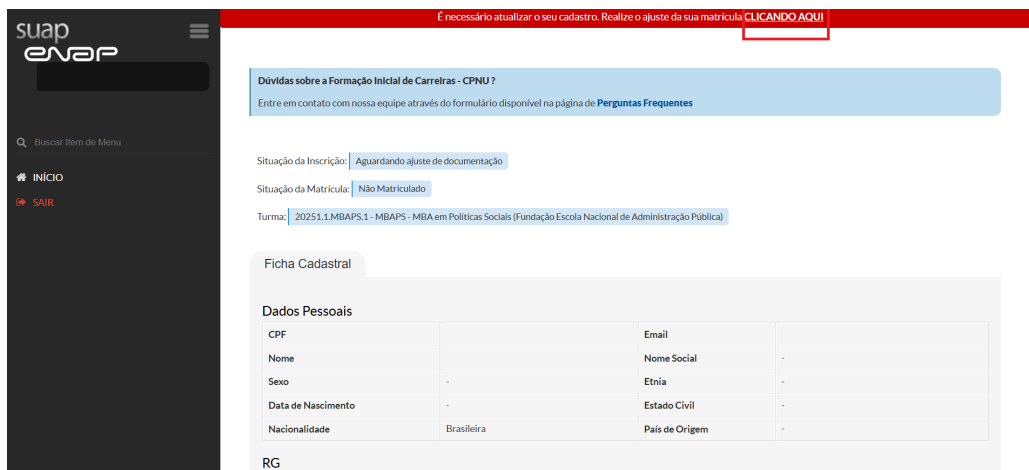 É necessário atualizar o seu cadastro. Realize o ajuste da sua matrícula CLICANDO AQUI
suap
enap
Buscar Item de Menu
INÍCIO
SAIR
Dúvidas sobre a Formação Inicial de Carreiras - CPNU ?
Entre em contato com nossa equipe através do formulário disponível na página de Perguntas Frequentes
Situação da Inscrição: Aguardando ajuste de documentação
Situação da Matrícula: Não Matriculado
Turma: 20251.1.MBAPS.1 - MBAPS - MBA em Políticas Sociais (Fundação Escola Nacional de Administração Pública)
Ficha Cadastral
Dados Pessoais
CPF Email
Nome Nome Social -
Sexo - Etnia -
Data de Nascimento - Estado Civil -
Nacionalidade Brasileira País de Origem -
RG